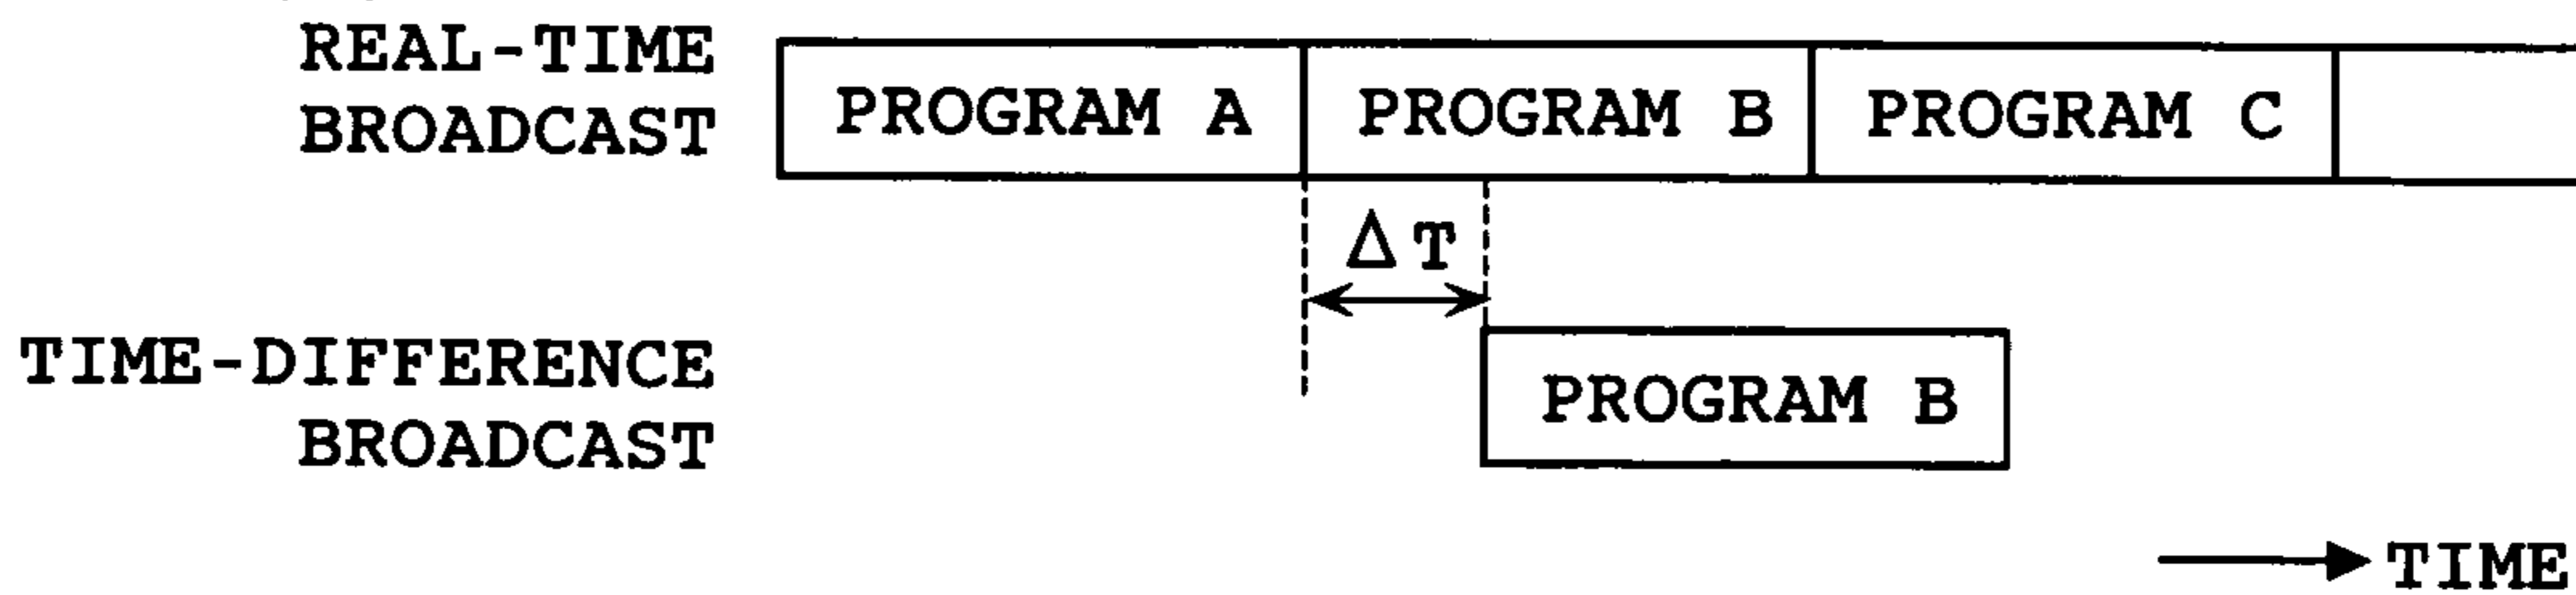 REAL-TIME
BROADCAST
PROGRAM A
PROGRAM B
PROGRAM C
ΔT
TIME-DIFFERENCE
BROADCAST
PROGRAM B
TIME